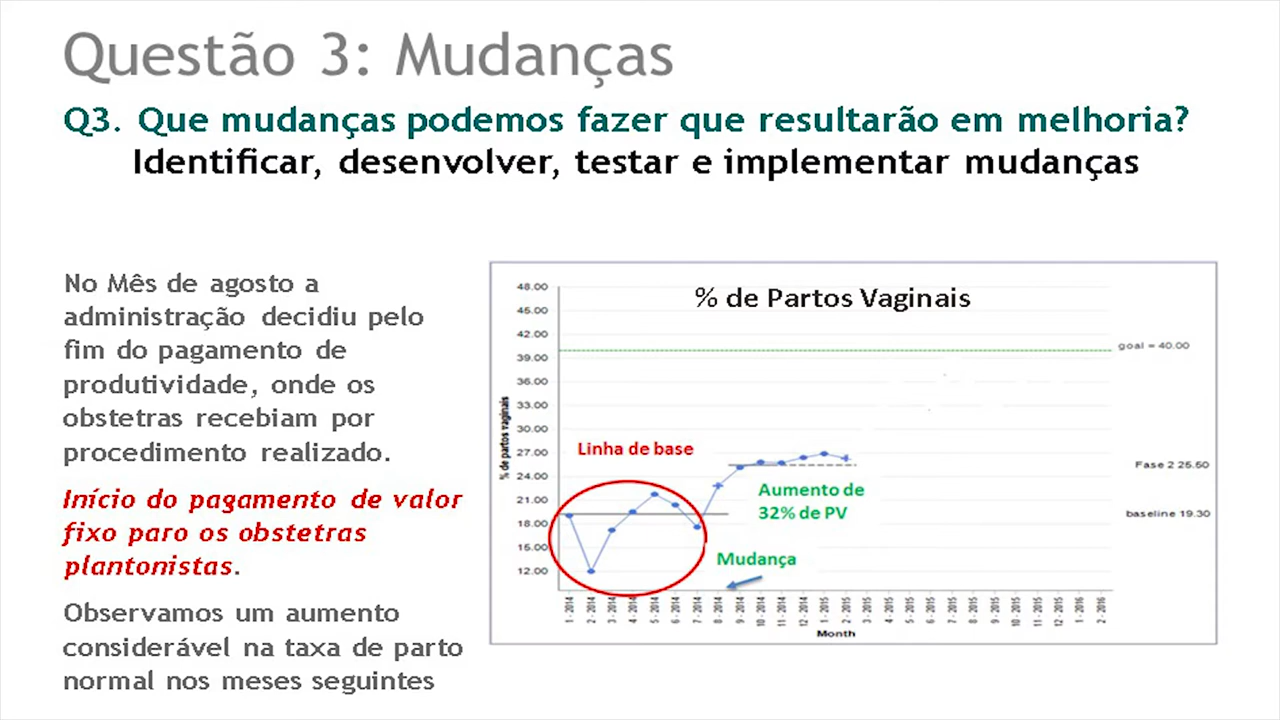 Questão 3: Mudanças
Q3. Que mudanças podemos fazer que resultarão em melhoria?
Identificar, desenvolver, testar e implementar mudanças
No Mês de agosto a
administração decidiu pelo
fim do pagamento de
produtividade, onde os
obstetras recebiam por
procedimento realizado.
Início do pagamento de valor
fixo paro os obstetras
plantonistas.
Observamos um aumento
considerável na taxa de parto
normal nos meses seguintes
% de Partos Vaginais
48.00
45.00
42.00
39.00
36.00
33.00
30.00
27.00
24.00
21.00
18.00
15.00
12.00
% de partos vaginais
goal = 40.00
Linha de base
Fase 2 25.50
Aumento de
32% de PV
baseline 19.30
Mudança
1 - 2014
2 - 2014
3 - 2014
4 - 2014
5 - 2014
6 - 2014
7 - 2014
8 - 2014
9 - 2014
10 - 2014
11 - 2014
12 - 2014
1 - 2015
2 - 2015
3 - 2015
4 - 2015
5 - 2015
6 - 2015
7 - 2015
8 - 2015
9 - 2015
10 - 2015
11 - 2015
12 - 2015
1 - 2016
2 - 2016
Month